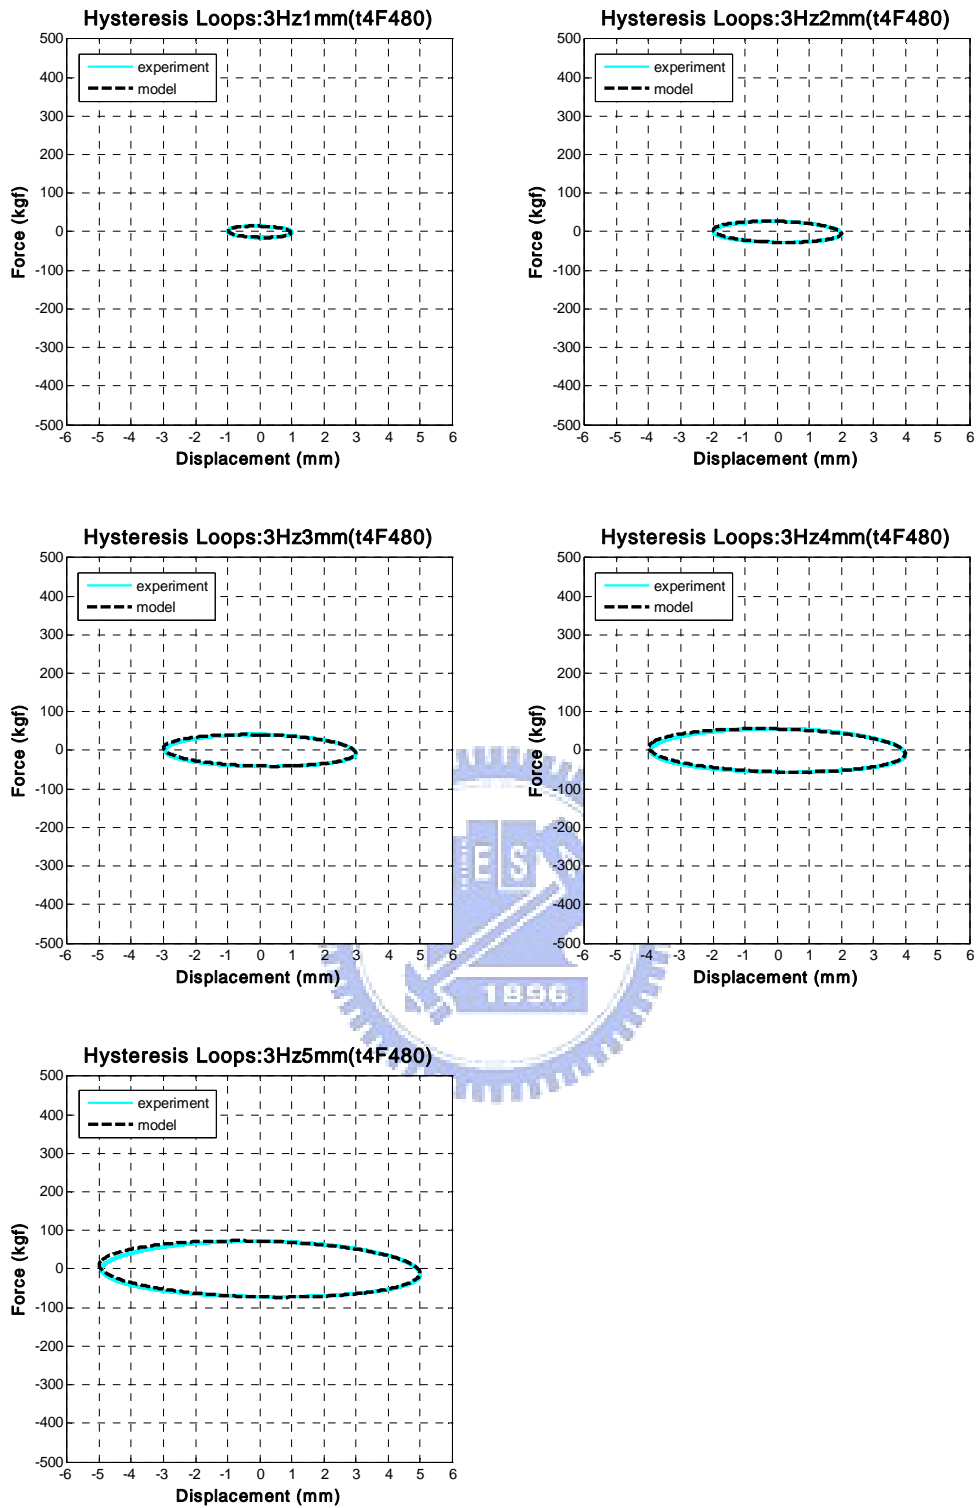 Hysteresis Loops:3Hz1mm(t4F480)
500
400
300
200
100
0
-100
-200
-300
-400
-500
Force (kgf)
experiment
model
-6 -5 -4 -3 -2 -1 0 1 2 3 4 5 6
Displacement (mm)
Hysteresis Loops:3Hz2mm(t4F480)
500
400
300
200
100
0
-100
-200
-300
-400
-500
Force (kgf)
experiment
model
-6 -5 -4 -3 -2 -1 0 1 2 3 4 5 6
Displacement (mm)
Hysteresis Loops:3Hz3mm(t4F480)
500
400
300
200
100
0
-100
-200
-300
-400
-500
Force (kgf)
experiment
model
-6 -5 -4 -3 -2 -1 0 1 2 3 4 5 6
Displacement (mm)
Hysteresis Loops:3Hz4mm(t4F480)
500
400
300
200
100
0
-100
-200
-300
-400
-500
Force (kgf)
experiment
model
-6 -5 -4 -3 -2 -1 0 1 2 3 4 5 6
Displacement (mm)
ES
1896
Hysteresis Loops:3Hz5mm(t4F480)
500
400
300
200
100
0
-100
-200
-300
-400
-500
Force (kgf)
experiment
model
-6 -5 -4 -3 -2 -1 0 1 2 3 4 5 6
Displacement (mm)